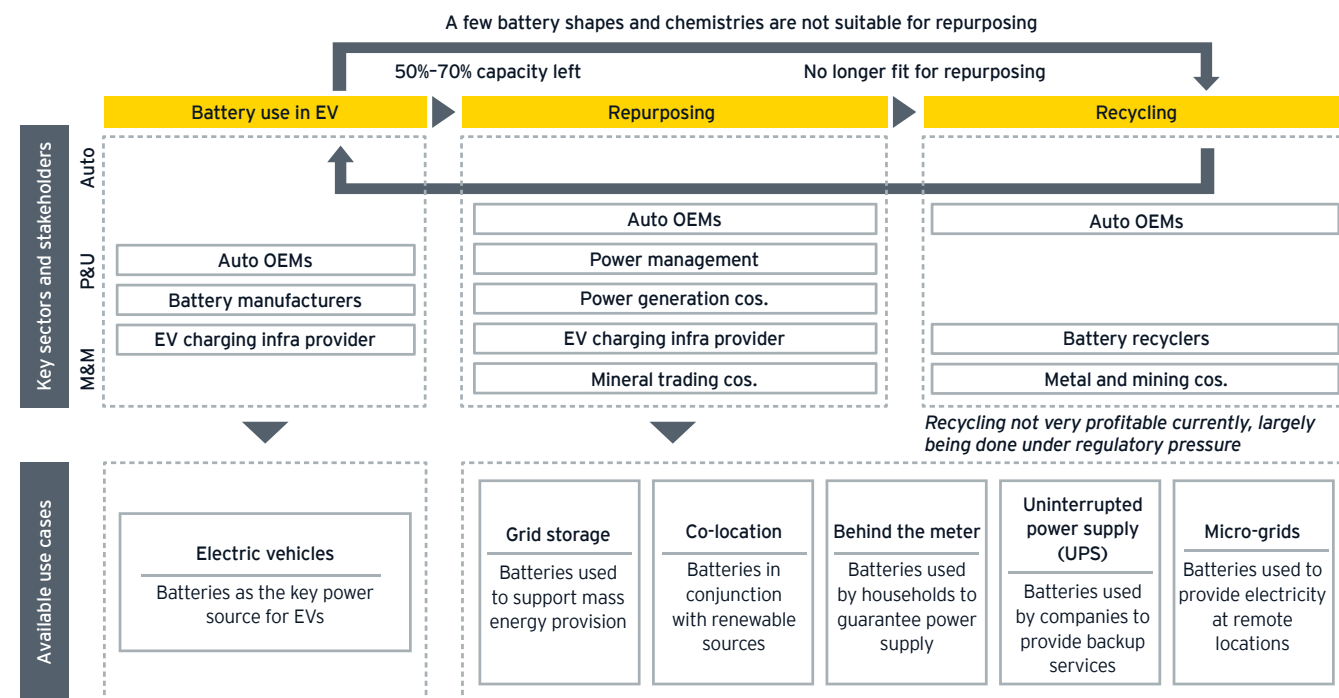 A few battery shapes and chemistries are not suitable for repurposing
50%–70% capacity left
No longer fit for repurposing
Battery use in EV
Repurposing
Recycling
Key sectors and stakeholders
Auto
P&U
M&M
Auto OEMs
Battery manufacturers
EV charging infra provider
Auto OEMs
Power management
Power generation cos.
EV charging infra provider
Mineral trading cos.
Auto OEMs
Battery recyclers
Metal and mining cos.
Recycling not very profitable currently, largely
being done under regulatory pressure
Available use cases
Electric vehicles
Batteries as the key power
source for EVs
Grid storage
Batteries used
to support mass
energy provision
Co-location
Batteries in
conjunction
with renewable
sources
Behind the meter
Batteries used
by households to
guarantee power
supply
Uninterrupted
power supply
(UPS)
Batteries used
by companies to
provide backup
services
Micro-grids
Batteries used to
provide electricity
at remote
locations